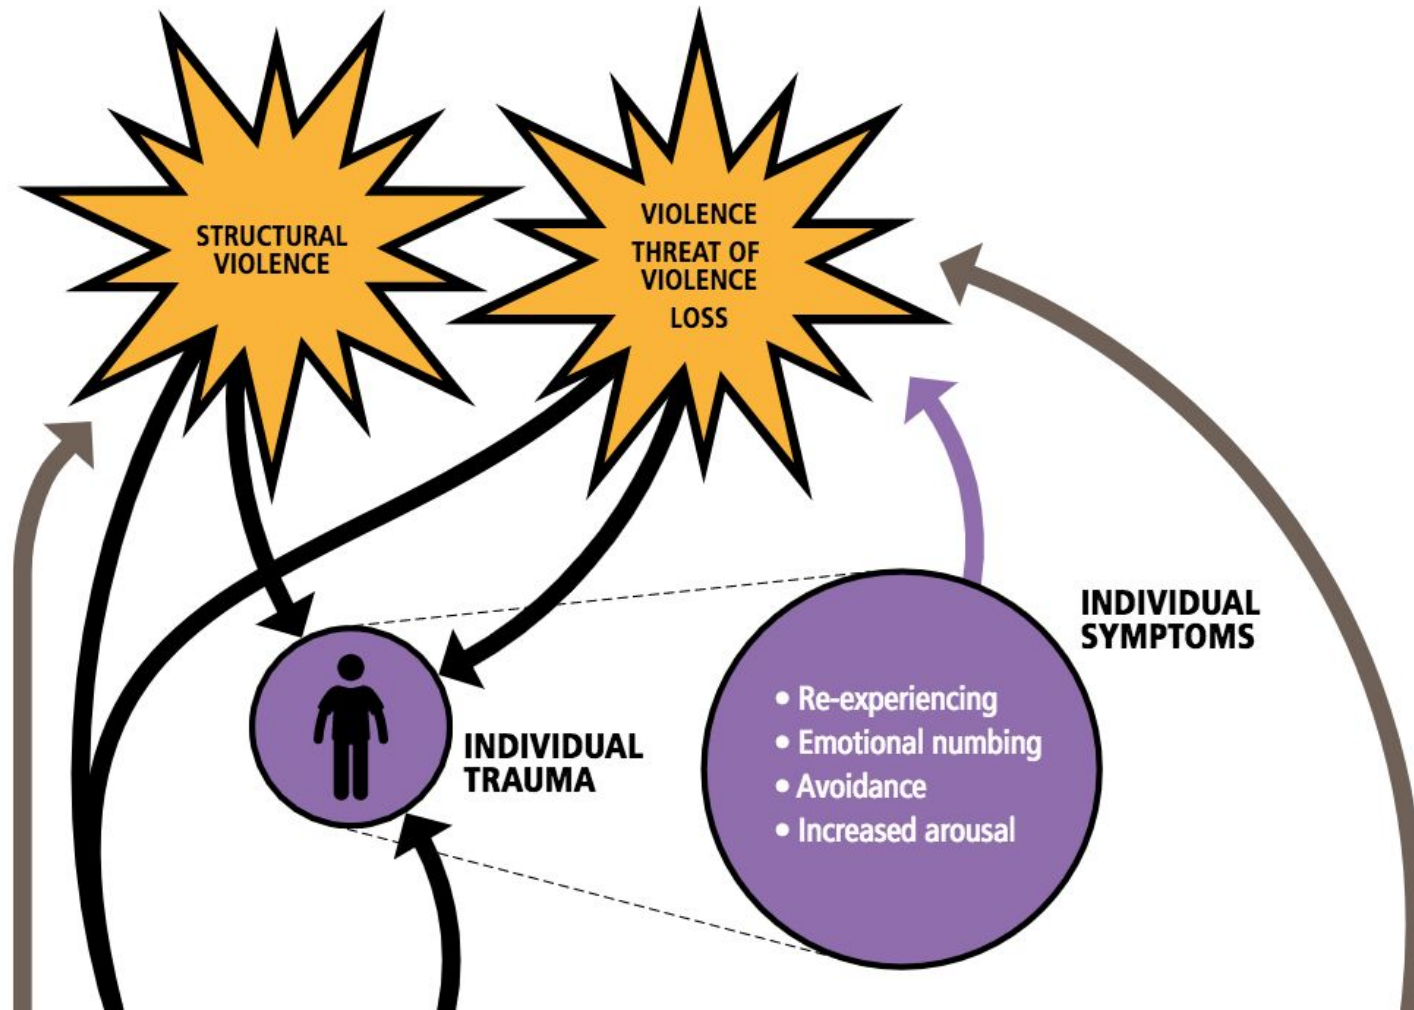 STRUCTURAL
VIOLENCE
VIOLENCE
THREAT OF
VIOLENCE
LOSS
INDIVIDUAL
TRAUMA
INDIVIDUAL
SYMPTOMS
• Re-experiencing
• Emotional numbing
• Avoidance
• Increased arousal